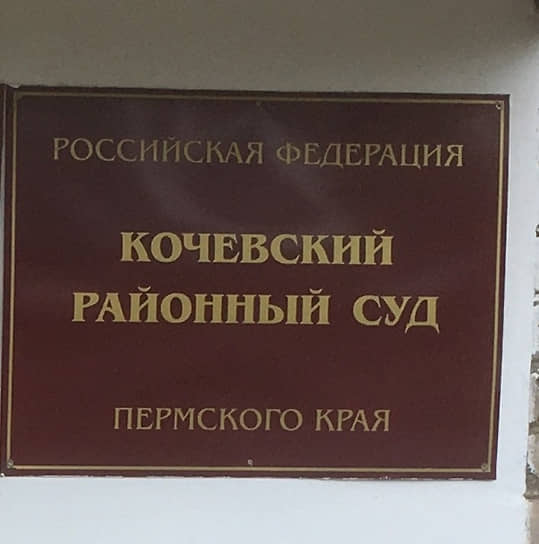 РОССИЙСКАЯ ФЕДЕРАЦИЯ
КОЧЕВСКИЙ
РАЙОННЫЙ СУД
ПЕРМСКОГО КРАЯ